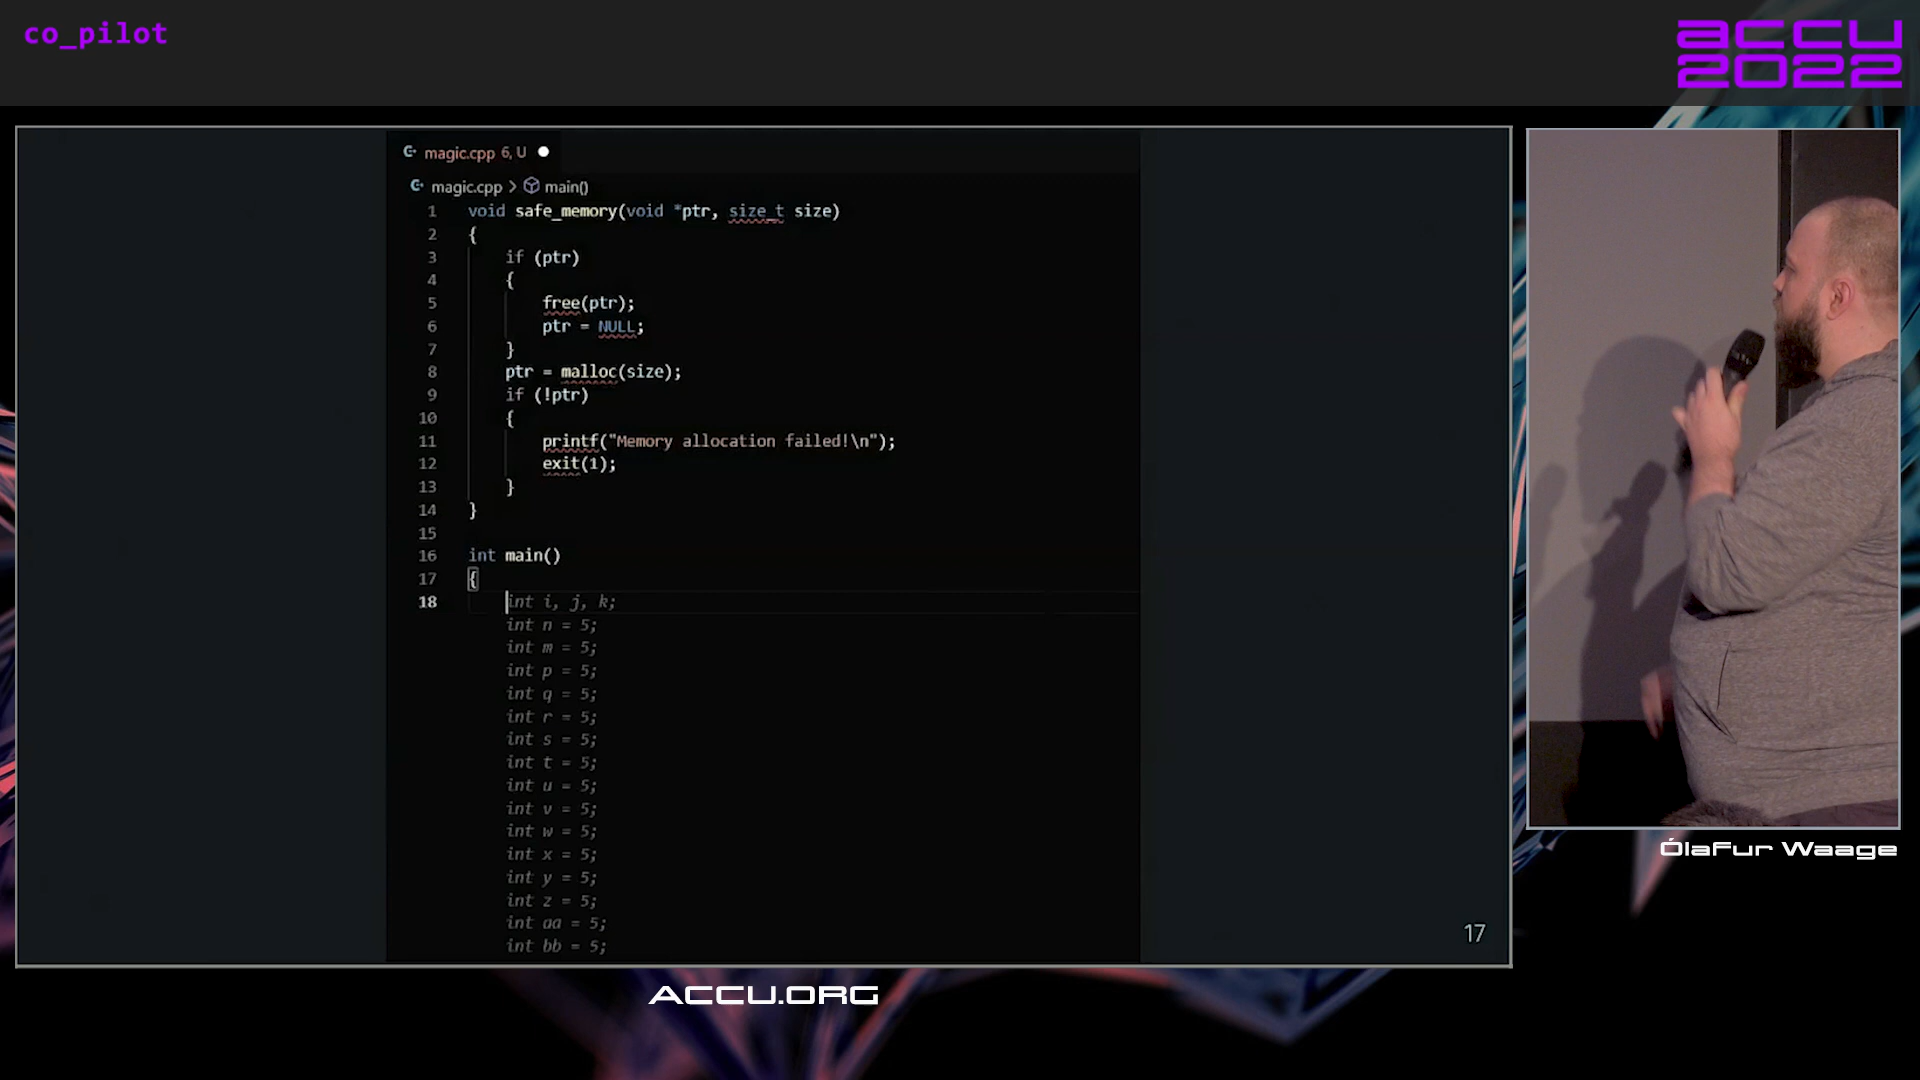 co_pilot
accu
2022
magic.cpp 6, U
magic.cpp > main()
1 void safe_memory(void *ptr, size_t size)
2 {
3 if (ptr)
4 {
5 free(ptr);
6 ptr = NULL;
7 }
8 ptr = malloc(size);
9 if (!ptr)
10 {
11 printf("Memory allocation failed!\n");
12 exit(1);
13 }
14 }
15
16 int main()
17 {
18 int i, j, k;
int n = 5;
int m = 5;
int p = 5;
int q = 5;
int r = 5;
int s = 5;
int t = 5;
int u = 5;
int v = 5;
int w = 5;
int x = 5;
int y = 5;
int z = 5;
int aa = 5;
int bb = 5;
17
Ólafur Waage
ACCU.ORG